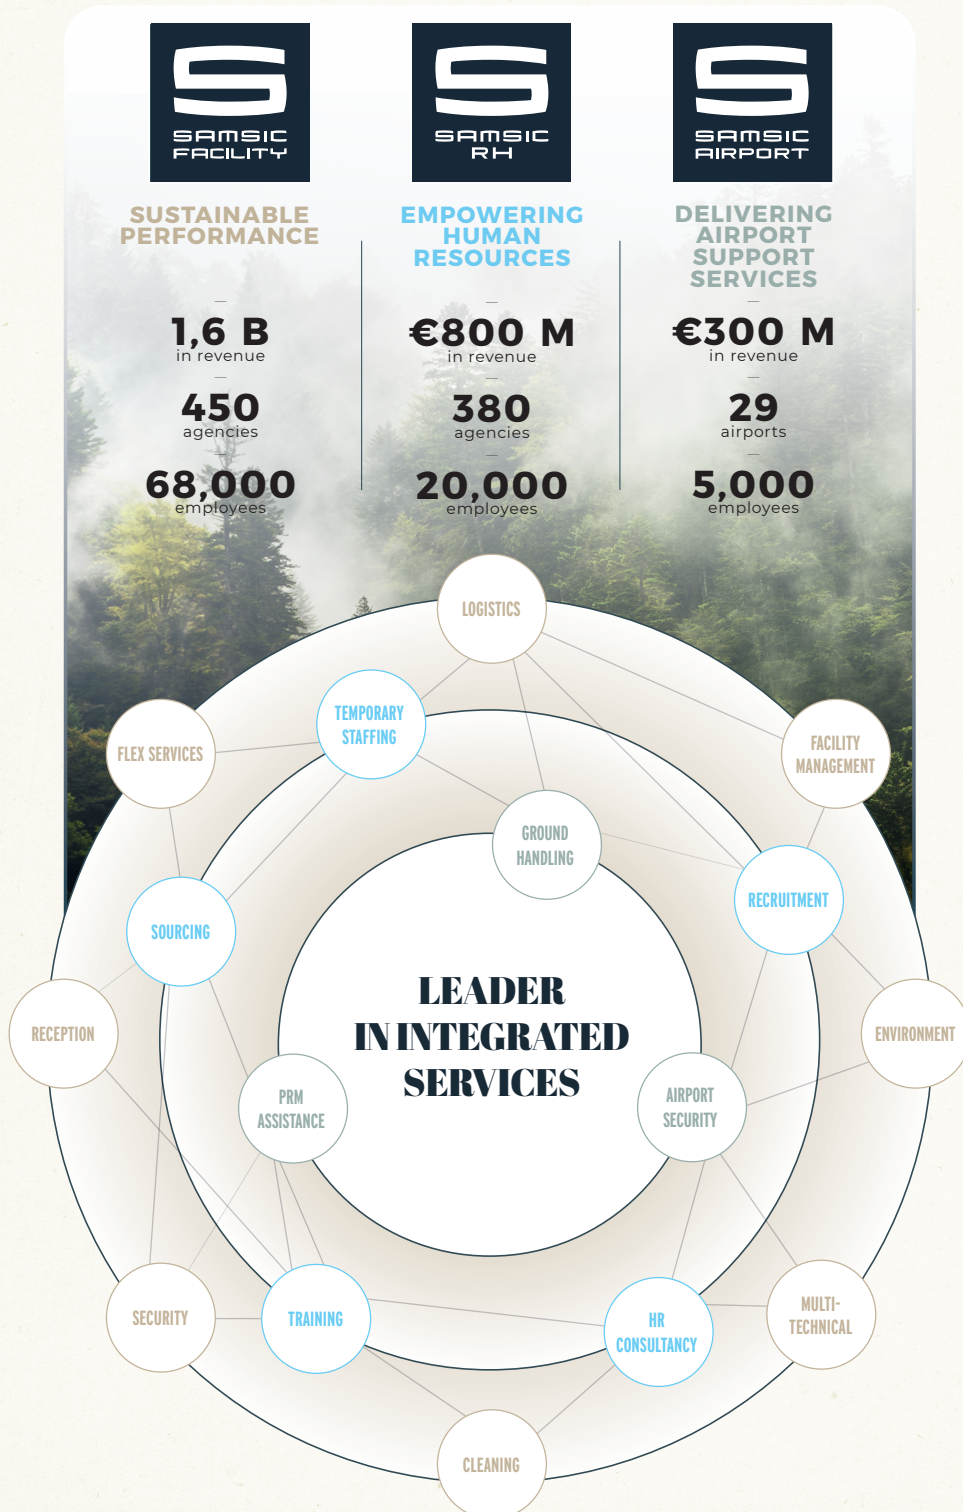 SAMSIC
FACILITY
SUSTAINABLE
PERFORMANCE
1,6 B
in revenue
450
agencies
68,000
employees
SAMSIC
RH
EMPOWERING
HUMAN
RESOURCES
€800 M
in revenue
380
agencies
20,000
employees
SAMSIC
AIRPORT
DELIVERING
AIRPORT
SUPPORT
SERVICES
€300 M
in revenue
29
airports
5,000
employees
LOGISTICS
TEMPORARY
STAFFING
FLEX SERVICES
FACILITY
MANAGEMENT
GROUND
HANDLING
RECRUITMENT
SOURCING
LEADER
IN INTEGRATED
SERVICES
RECEPTION
ENVIRONMENT
PRM
ASSISTANCE
AIRPORT
SECURITY
SECURITY
TRAINING
HR
CONSULTANCY
MULTI-
TECHNICAL
CLEANING